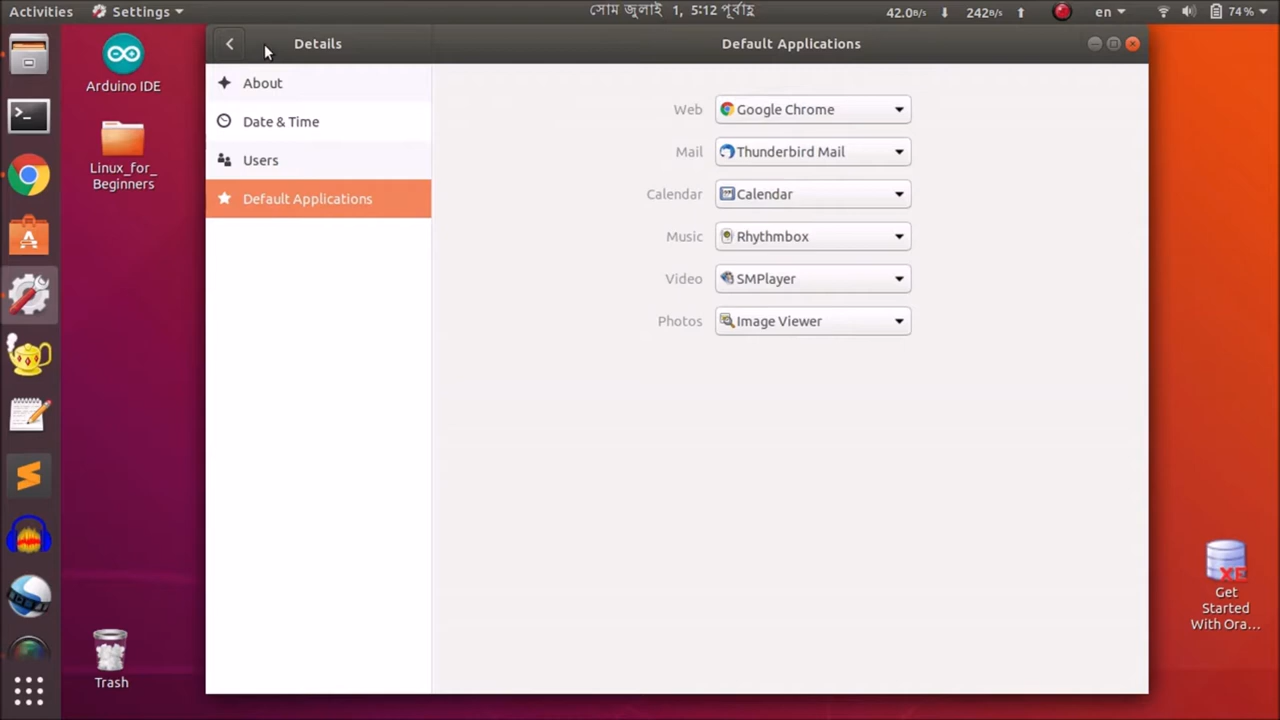 Activities
Settings
সোম জুলাই 1, 5:12 পূর্বাহ্ণ
42.0B/s
242B/s
en
74%
Details
Default Applications
Arduino IDE
Linux_for_
Beginners
Trash
About
Date & Time
Users
Default Applications
Web
Google Chrome
Mail
Thunderbird Mail
Calendar
Calendar
Music
Rhythmbox
Video
SMPlayer
Photos
Image Viewer
XE
Get
Started
With Ora...